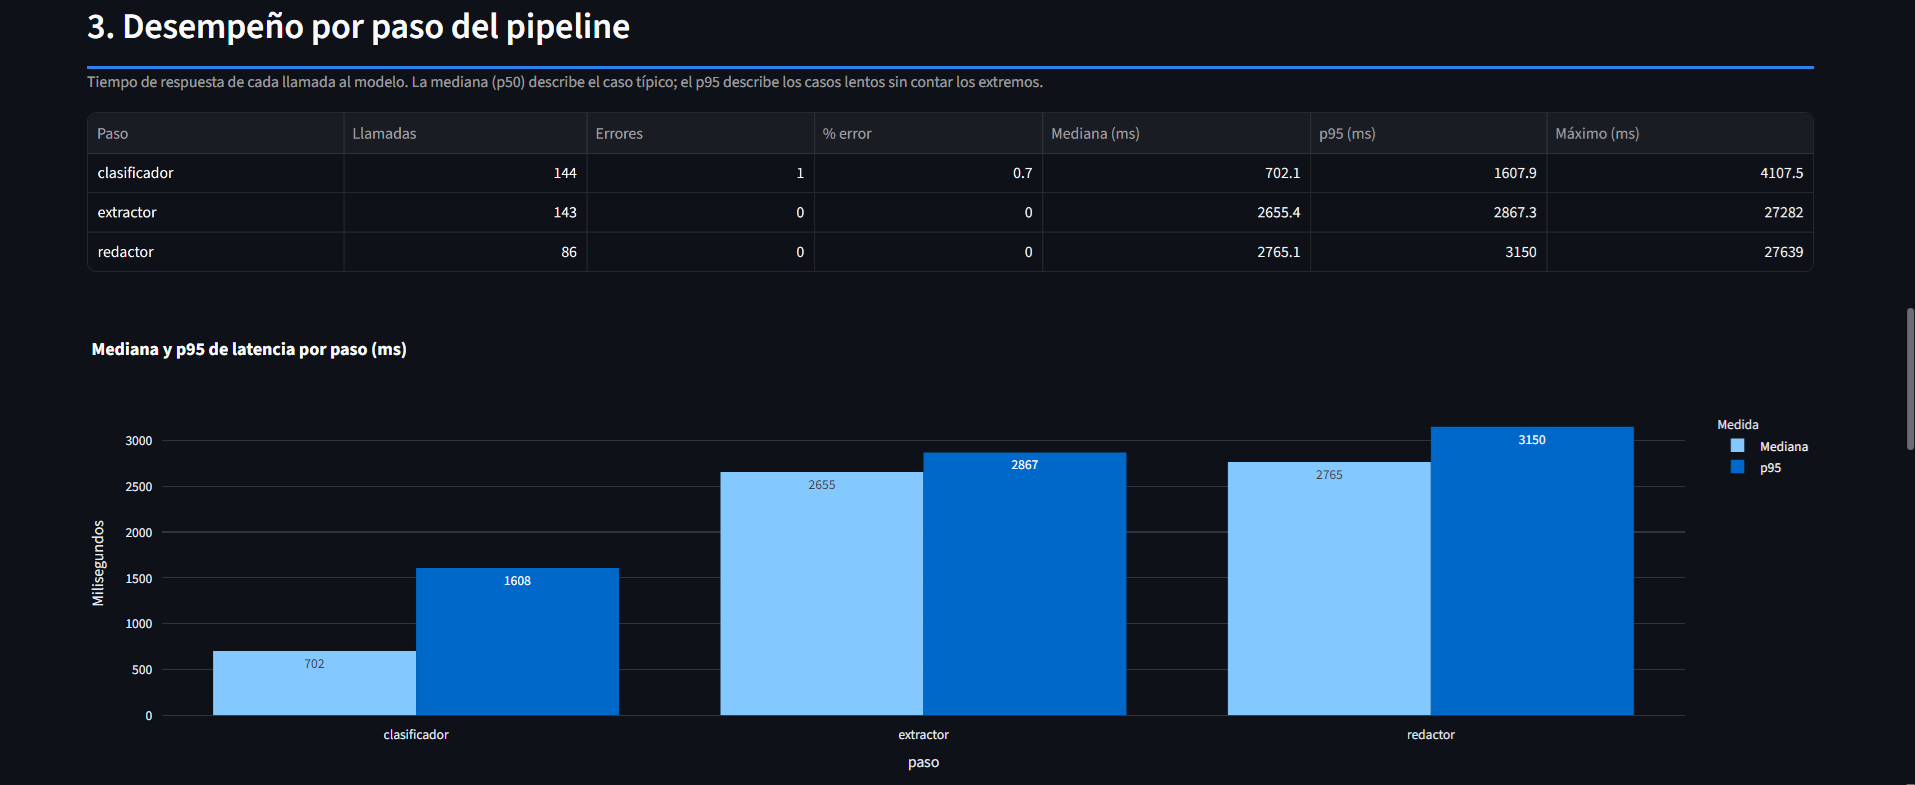 3. Desempeño por paso del pipeline
Tiempo de respuesta de cada llamada al modelo. La mediana (p50) describe el caso típico; el p95 describe los casos lentos sin contar los extremos.
Paso Llamadas Errores % error Mediana (ms) p95 (ms) Máximo (ms)
clasificador 144 1 0.7 702.1 1607.9 4107.5
extractor 143 0 0 2655.4 2867.3 27282
redactor 86 0 0 2765.1 3150 27639
Mediana y p95 de latencia por paso (ms)
Medida
Mediana
p95
Milisegundos
3000
2500
2000
1500
1000
500
0
702
1608
2655
2867
2765
3150
clasificador extractor redactor
paso